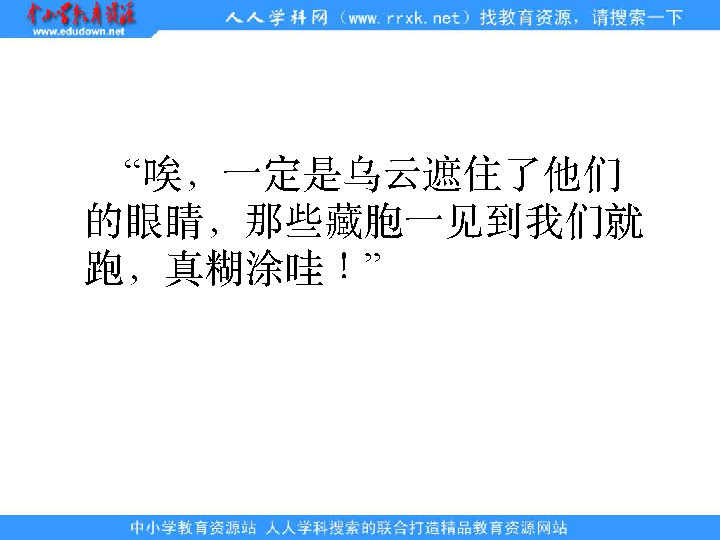 中小学教育资源
www.edudown.net
人人学科网（www.rrxk.net）找教育资源，请搜索一下
“唉，一定是乌云遮住了他们
的眼睛，那些藏胞一见到我们就
跑，真糊涂哇！”
中小学教育资源站 人人学科搜索的联合打造精品教育资源网站